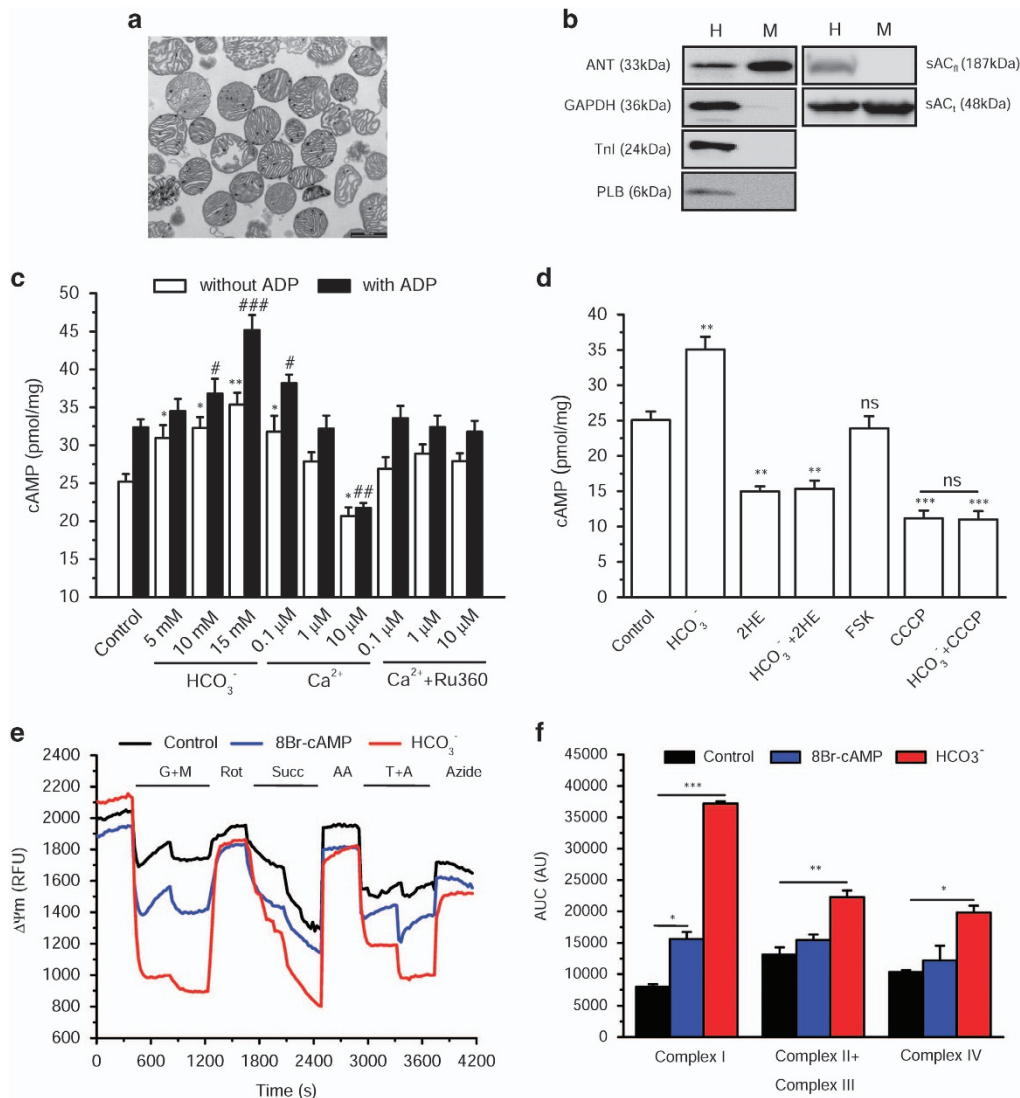 a
b
H M H M
ANT (33kDa)
GAPDH (36kDa)
TnI (24kDa)
PLB (6kDa)
sACfl (187kDa)
sACt (48kDa)
c
without ADP with ADP
cAMP (pmol/mg)
50
45
40
35
30
25
20
15
10
* * # ** ### * # * ##
Control 5 mM 10 mM 15 mM 0.1 μM 1 μM 10 μM 0.1 μM 1 μM 10 μM
HCO3- Ca2+ Ca2++Ru360
d
cAMP (pmol/mg)
40
35
30
25
20
15
10
5
0
** ** ** ns *** ns ***
Control HCO3- 2HE HCO3-+2HE FSK CCCP HCO3-+CCCP
e
Control 8Br-cAMP HCO3-
G+M Rot Succ AA T+A Azide
ΔΨm (RFU)
2400
2200
2000
1800
1600
1400
1200
1000
800
600
0 600 1200 1800 2400 3000 3600 4200
Time (s)
f
Control 8Br-cAMP HCO3-
AUC (AU)
45000
40000
35000
30000
25000
20000
15000
10000
5000
0
* *** ** *
Complex I Complex II+ Complex IV
Complex III